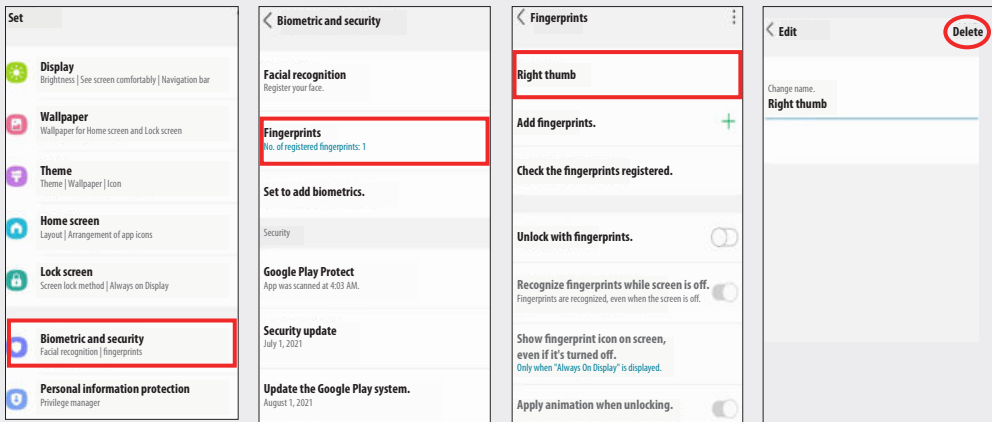 Set
Display
Brightness | See screen comfortably | Navigation bar
Wallpaper
Wallpaper for Home screen and Lock screen
Theme
Theme | Wallpaper | Icon
Home screen
Layout | Arrangement of app icons
Lock screen
Screen lock method | Always on Display
Biometric and security
Facial recognition | fingerprints
Personal information protection
Privilege manager
Biometric and security
Facial recognition
Register your face.
Fingerprints
No. of registered fingerprints: 1
Set to add biometrics.
Security
Google Play Protect
App was scanned at 4:03 AM.
Security update
July 1, 2021
Update the Google Play system.
August 1, 2021
Fingerprints
Right thumb
Add fingerprints.
Check the fingerprints registered.
Unlock with fingerprints.
Recognize fingerprints while screen is off.
Fingerprints are recognized, even when the screen is off.
Show fingerprint icon on screen,
even if it's turned off.
Only when "Always On Display" is displayed.
Apply animation when unlocking.
Edit
Delete
Change name.
Right thumb